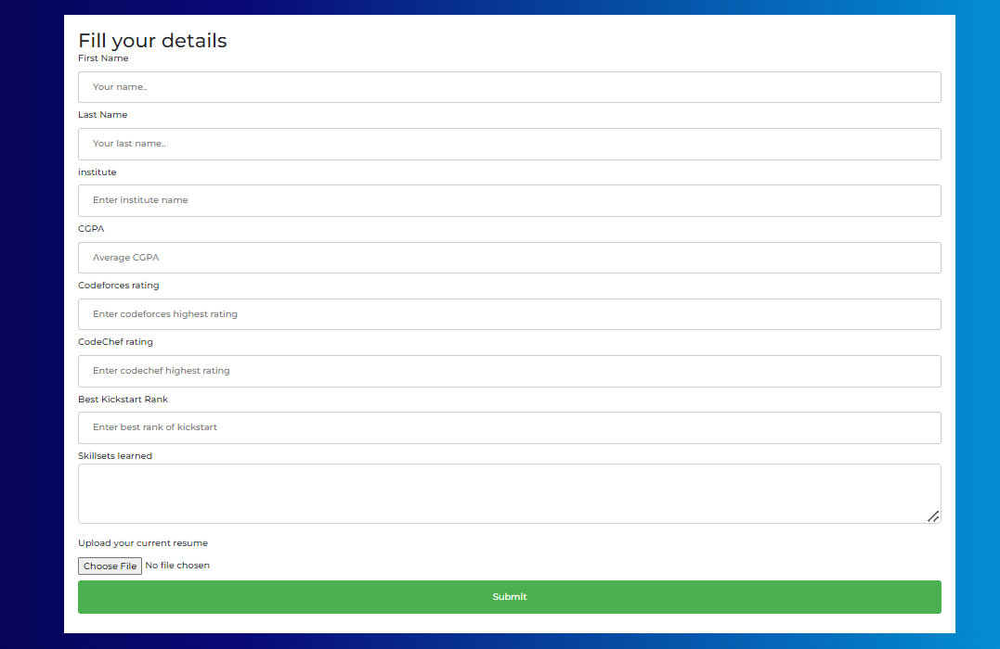 Fill your details
First Name
Your name..
Last Name
Your last name..
institute
Enter institute name
CGPA
Average CGPA
Codeforces rating
Enter codeforces highest rating
CodeChef rating
Enter codechef highest rating
Best Kickstart Rank
Enter best rank of kickstart
Skillsets learned
Upload your current resume
Choose File No file chosen
Submit